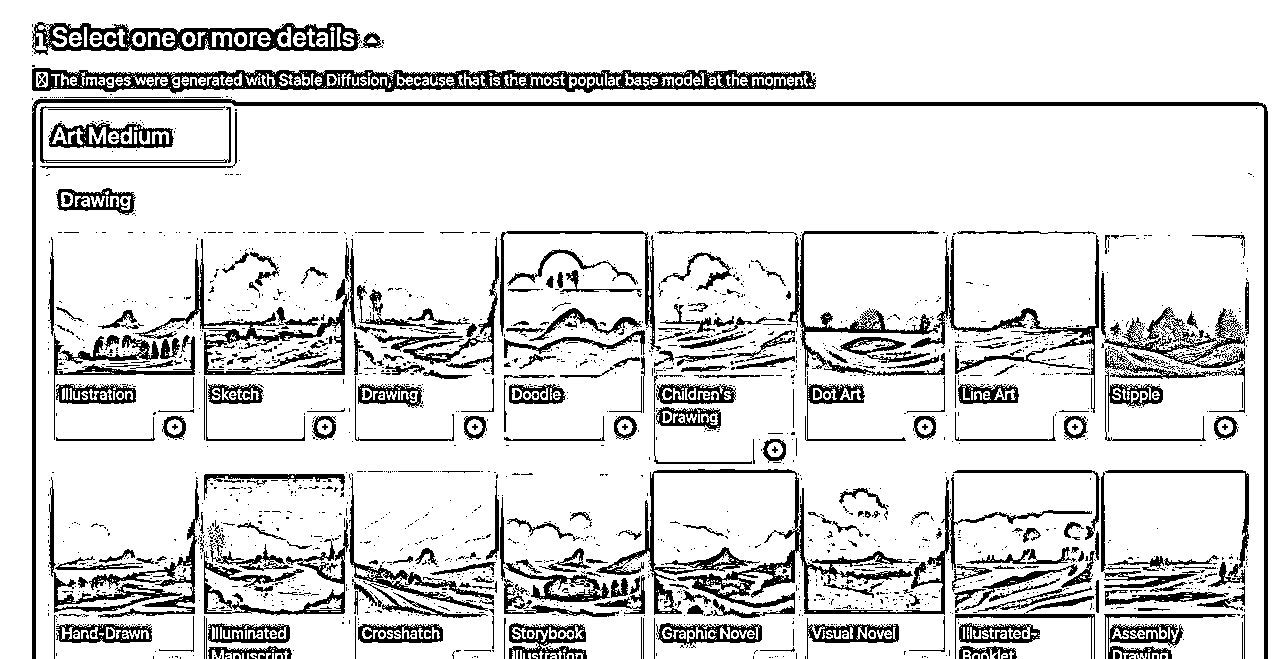 Select one or more details
The images were generated with Stable Diffusion, because that is the most popular base model at the moment.
Art Medium
Drawing
Illustration
Sketch
Drawing
Doodle
Children's
Drawing
Dot Art
Line Art
Stipple
Hand-Drawn
Illuminated
Manuscript
Crosshatch
Storybook
Illustration
Graphic Novel
Visual Novel
Illustrated-
Booklet
Assembly
Drawing